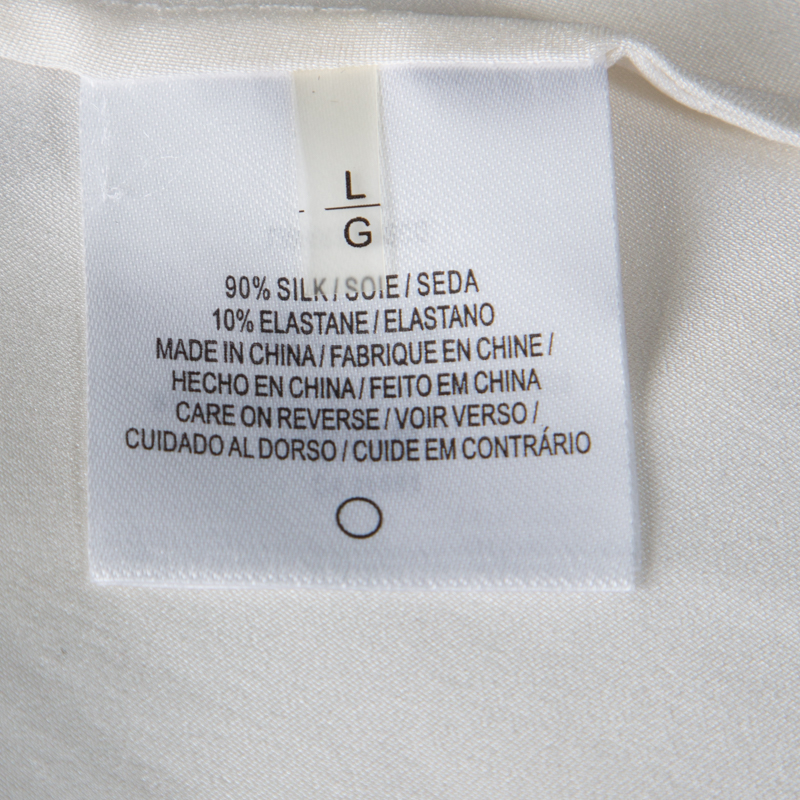 L
G
90% SILK / SOIE / SEDA
10% ELASTANE / ELASTANO
MADE IN CHINA / FABRIQUE EN CHINE /
HECHO EN CHINA / FEITO EM CHINA
CARE ON REVERSE / VOIR VERSO /
CUIDADO AL DORSO / CUIDE EM CONTRÁRIO